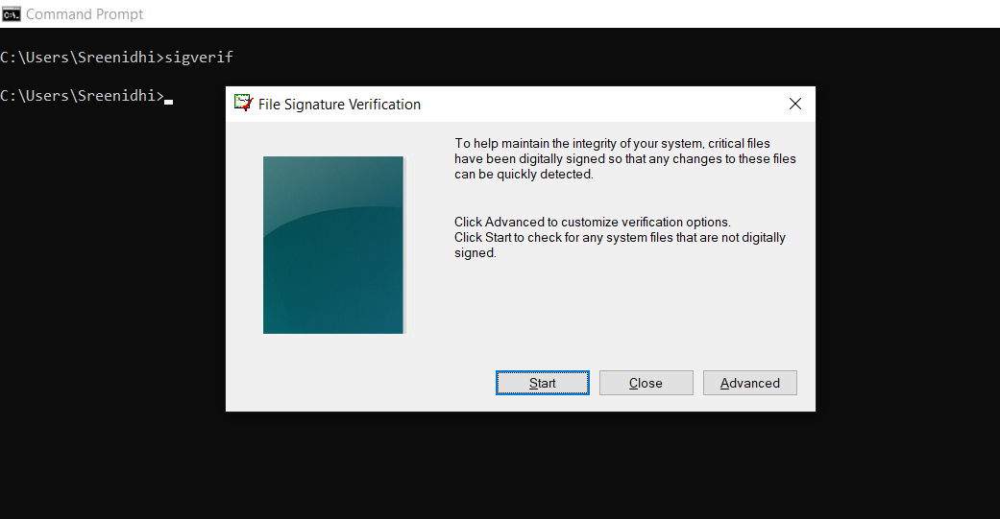 Command Prompt
C:\Users\Sreenidhi>sigverif
C:\Users\Sreenidhi>
File Signature Verification
To help maintain the integrity of your system, critical files
have been digitally signed so that any changes to these files
can be quickly detected.
Click Advanced to customize verification options.
Click Start to check for any system files that are not digitally
signed.
Start Close Advanced